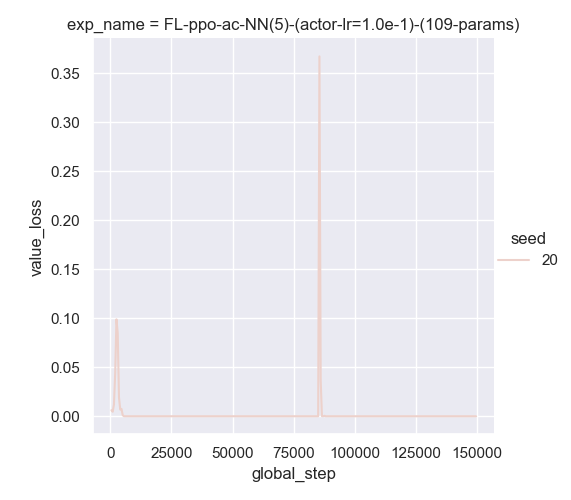 exp_name = FL-ppo-ac-NN(5)-(actor-lr=1.0e-1)-(109-params)
0.35
0.30
0.25
0.20
0.15
0.10
0.05
0.00
value_loss
0 25000 50000 75000 100000 125000 150000
global_step
seed
20